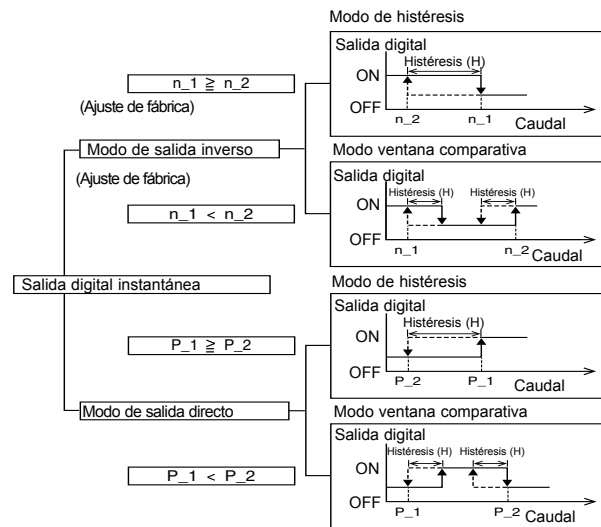 Modo de histéresis
Salida digital
Histéresis (H)
ON
OFF
n_2 n_1 Caudal
n_1 ≧ n_2
(Ajuste de fábrica)
Modo de salida inverso
(Ajuste de fábrica)
n_1 < n_2
Modo ventana comparativa
Salida digital
Histéresis (H) Histéresis (H)
ON
OFF
n_1 n_2
Caudal
Salida digital instantánea
Modo de histéresis
Salida digital
Histéresis (H)
ON
OFF
P_2 P_1 Caudal
P_1 ≧ P_2
Modo de salida directo
P_1 < P_2
Modo ventana comparativa
Salida digital
Histéresis (H) Histéresis (H)
ON
OFF
P_1 P_2
Caudal